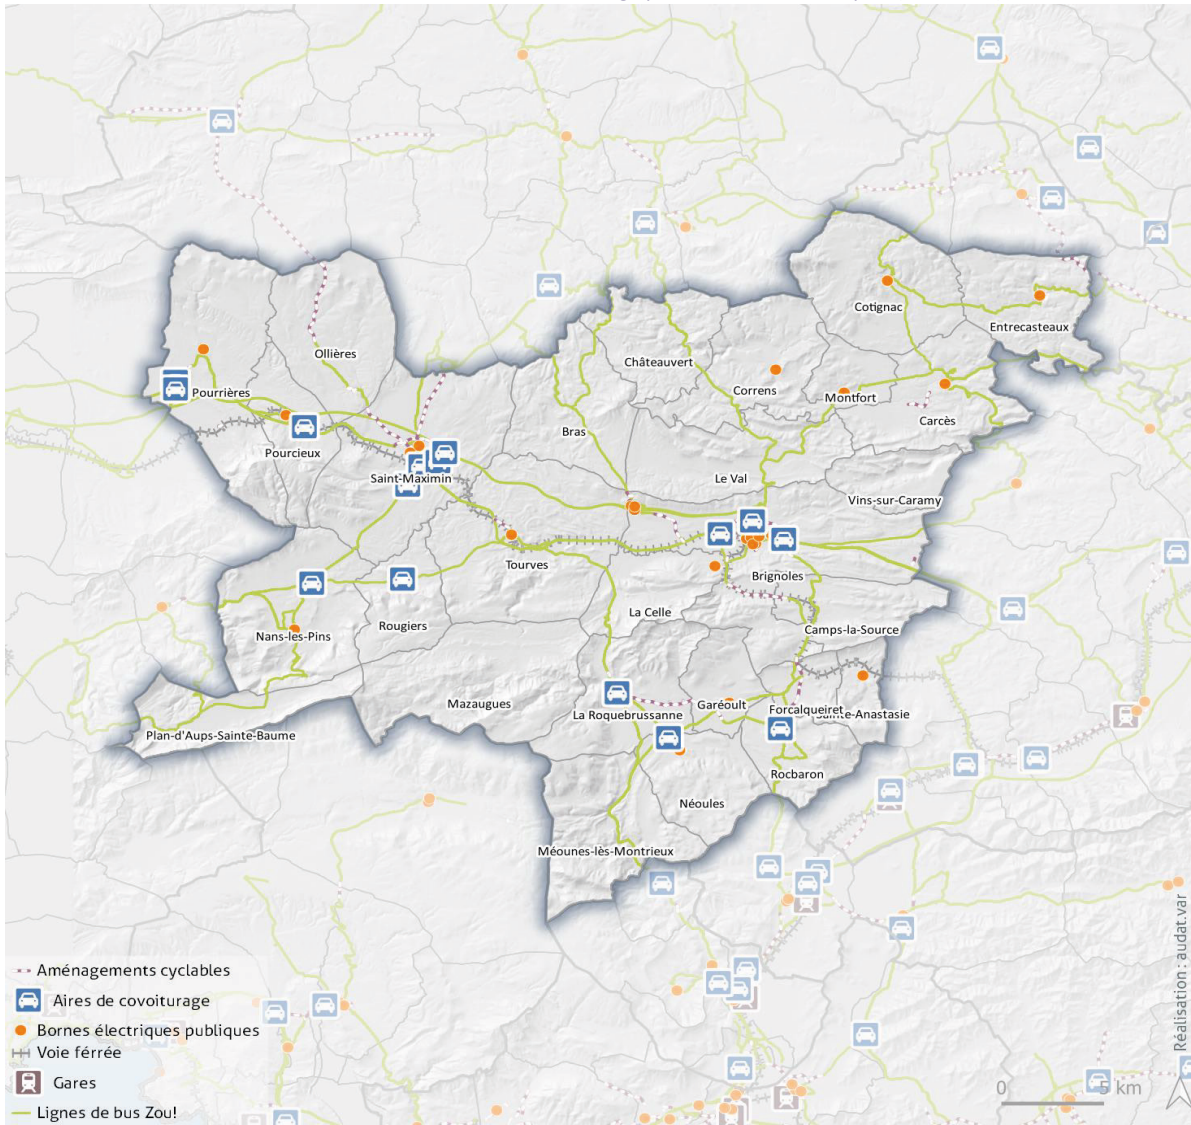 Cotignac
Entrecasteaux
Ollières
Châteauvert
Pourrières
Correns
Montfort
Carcès
Bras
Pourcieux
Saint-Maximin
Le Val
Vins-sur-Caramy
Tourves
Brignoles
La Celle
Nans-les-Pins
Rougiers
Camps-la-Source
Mazaugues
La Roquebrussanne
Garéoult
Forcalqueiret
Sainte-Anastasie
Plan-d'Aups-Sainte-Baume
Rocbaron
Néoules
Méounes-lès-Montrieux
Aménagements cyclables
Aires de covoiturage
Bornes électriques publiques
Voie férrée
Gares
Lignes de bus Zou!
0 5 km
Réalisation : audat.var